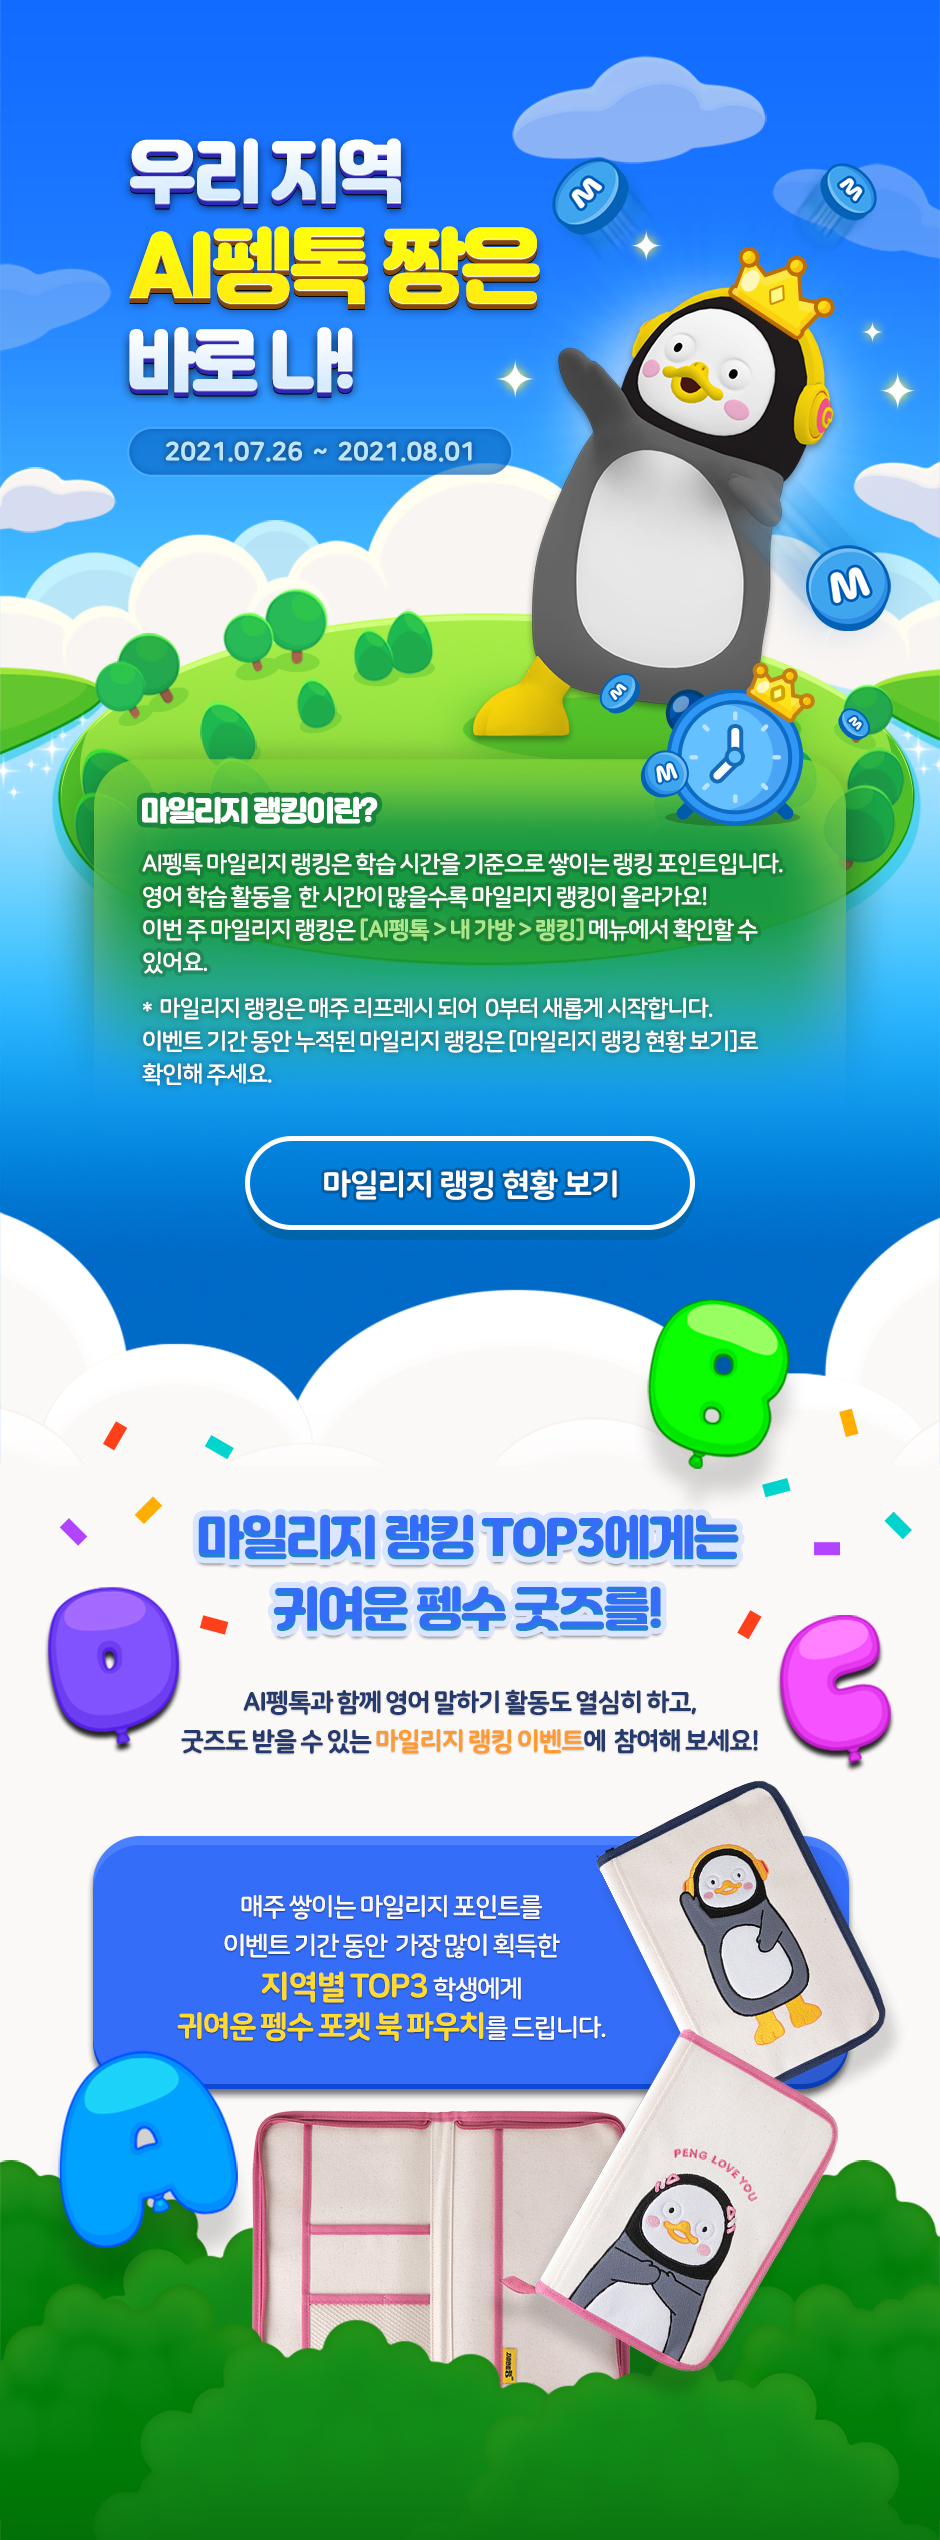 우리 지역
AI펭톡 짱은
바로 나!
2021.07.26 ~ 2021.08.01
M
M
M
M
M
M
마일리지 랭킹이란?
AI펭톡 마일리지 랭킹은 학습 시간을 기준으로 쌓이는 랭킹 포인트입니다.
영어 학습 활동을 한 시간이 많을수록 마일리지 랭킹이 올라가요!
이번 주 마일리지 랭킹은 [AI펭톡 > 내 가방 > 랭킹] 메뉴에서 확인할 수
있어요.
* 마일리지 랭킹은 매주 리프레시 되어 0부터 새롭게 시작합니다.
이벤트 기간 동안 누적된 마일리지 랭킹은 [마일리지 랭킹 현황 보기]로
확인해 주세요.
마일리지 랭킹 현황 보기
B
마일리지 랭킹 TOP3에게는
귀여운 펭수 굿즈를!
D
C
AI펭톡과 함께 영어 말하기 활동도 열심히 하고,
굿즈도 받을 수 있는 마일리지 랭킹 이벤트에 참여해 보세요!
매주 쌓이는 마일리지 포인트를
이벤트 기간 동안 가장 많이 획득한
지역별 TOP3 학생에게
귀여운 펭수 포켓 북 파우치를 드립니다.
A
PENG LOVE YOU